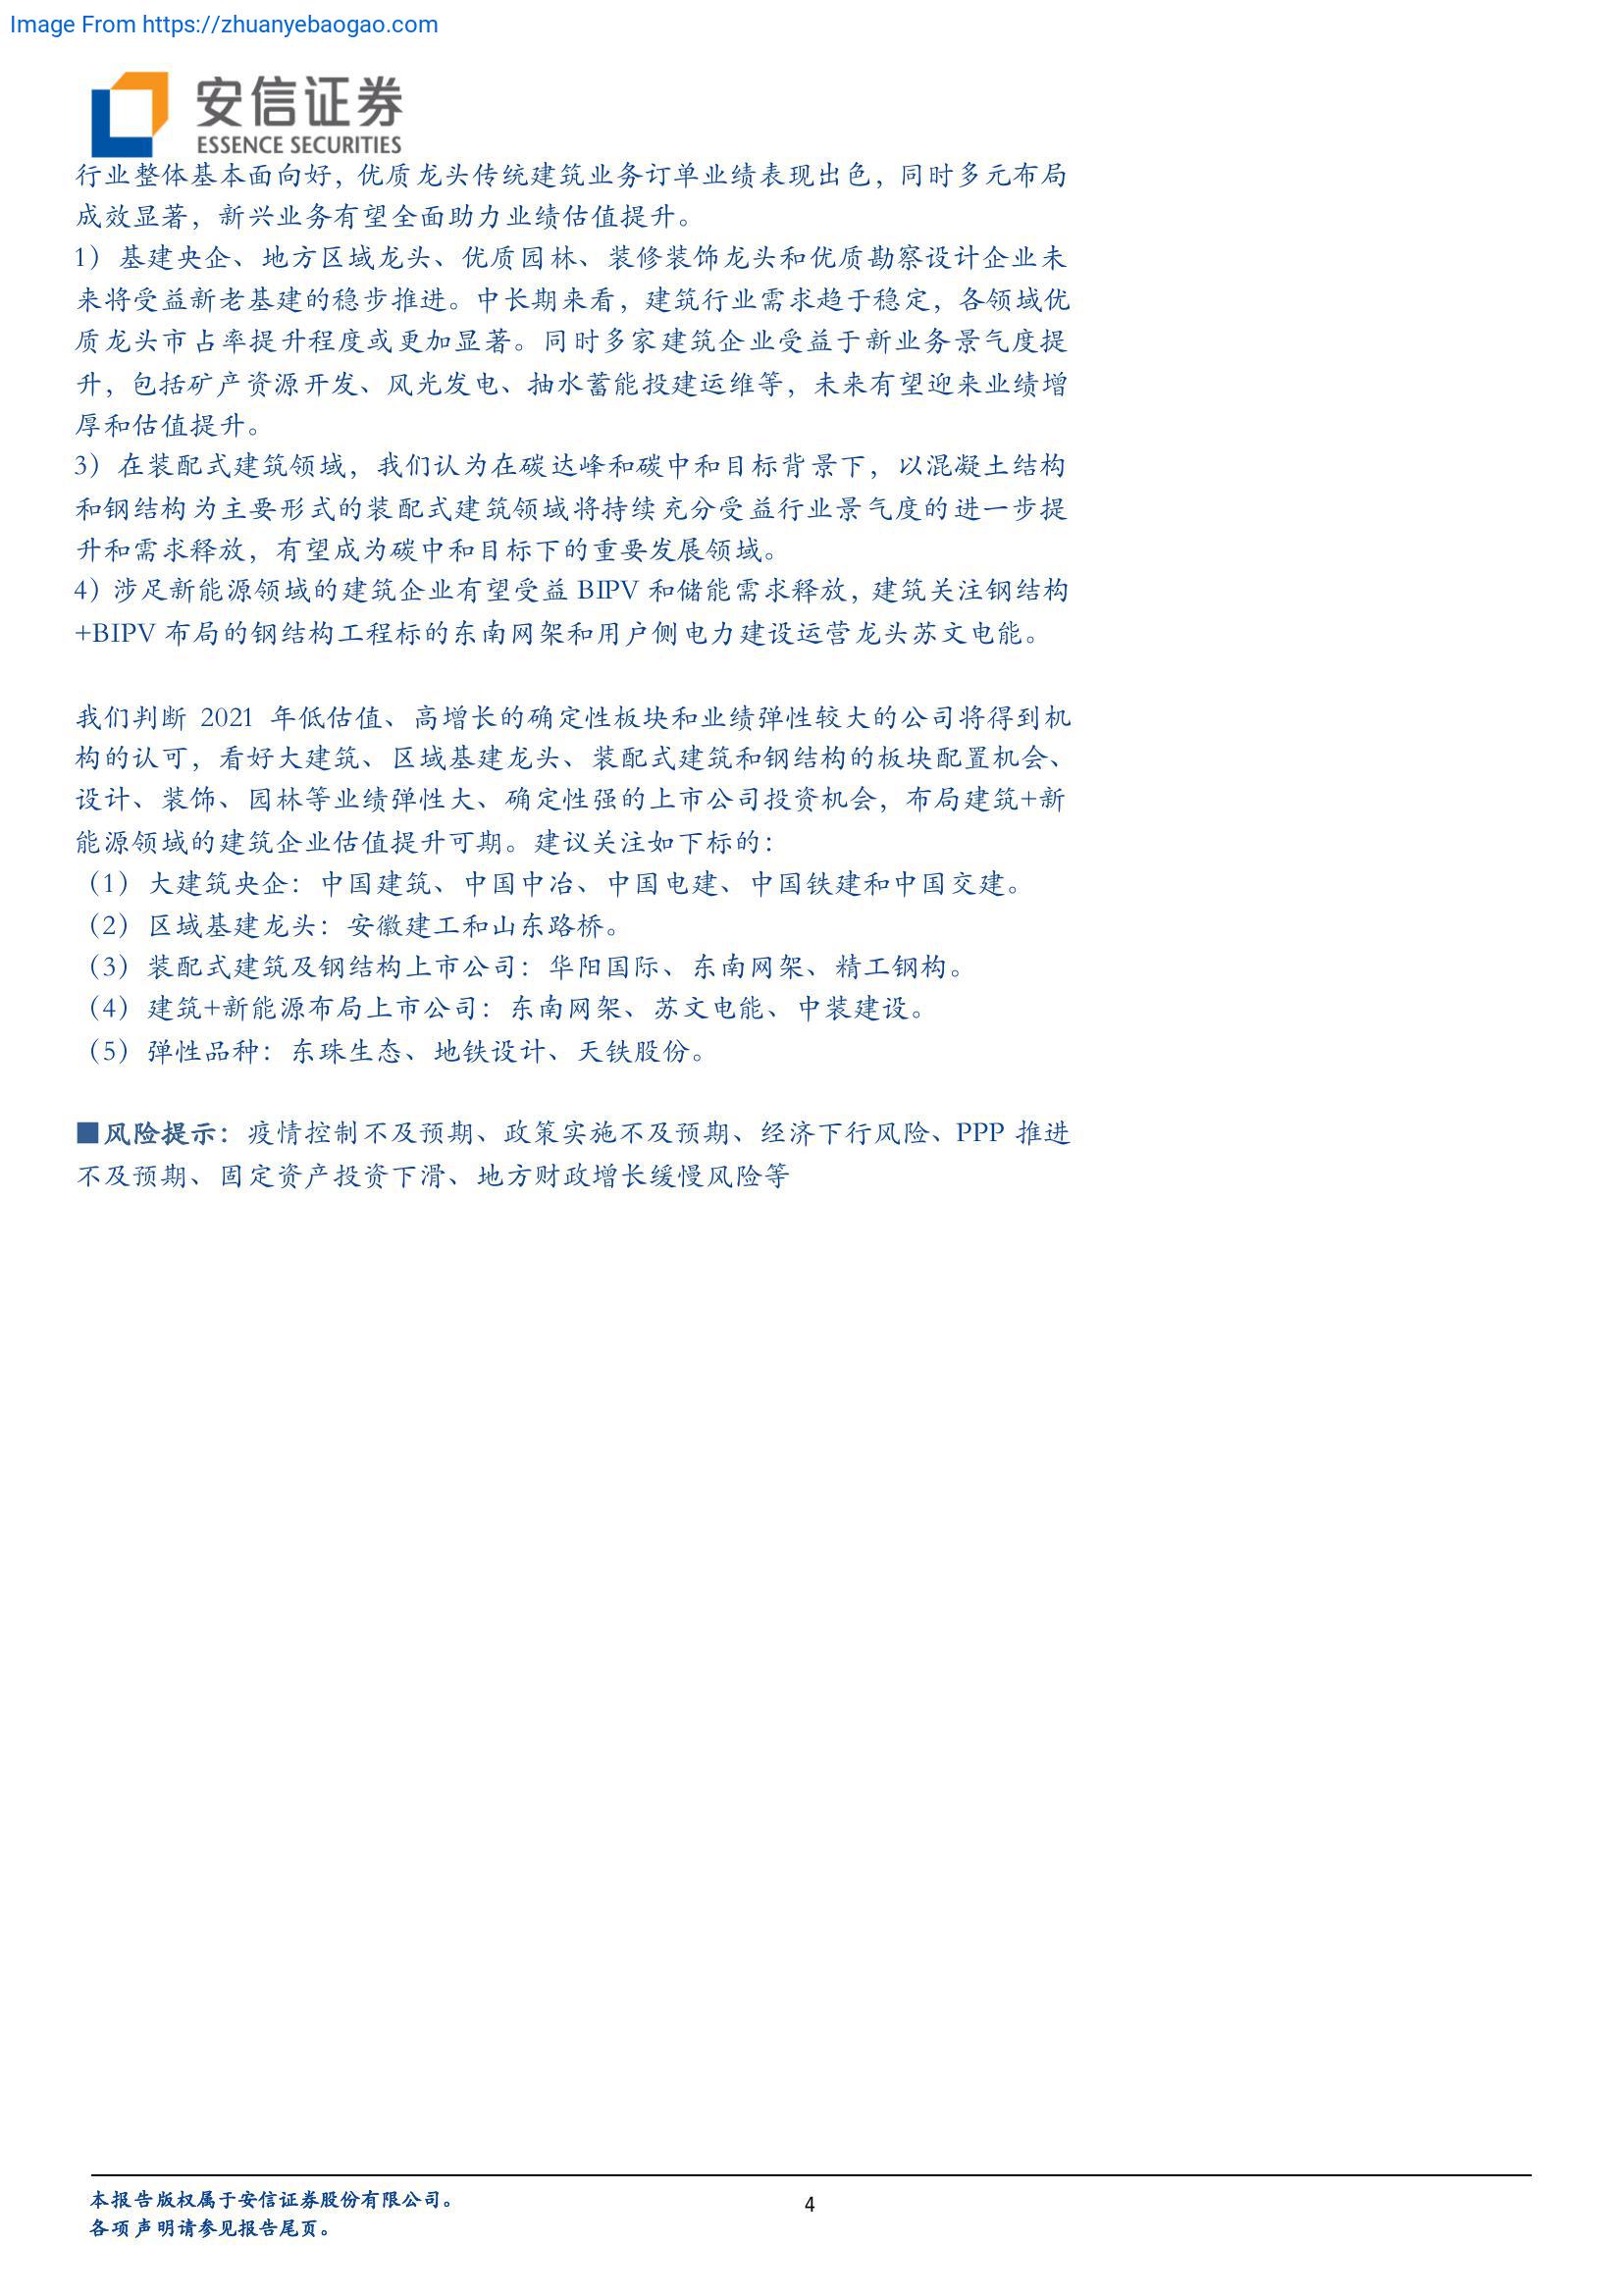 Image From https://zhuanyebaogao.com
安信证券
ESSENCE SECURITIES
行业整体基本面向好，优质龙头传统建筑业务订单业绩表现出色，同时多元布局
成效显著，新兴业务有望全面助力业绩估值提升。
1）基建央企、地方区域龙头、优质园林、装修装饰龙头和优质勘察设计企业未
来将受益新老基建的稳步推进。中长期来看，建筑行业需求趋于稳定，各领域优
质龙头市占率提升程度或更加显著。同时多家建筑企业受益于新业务景气度提
升，包括矿产资源开发、风光发电、抽水蓄能投建运维等，未来有望迎来业绩增
厚和估值提升。
3）在装配式建筑领域，我们认为在碳达峰和碳中和目标背景下，以混凝土结构
和钢结构为主要形式的装配式建筑领域将持续充分受益行业景气度的进一步提
升和需求释放，有望成为碳中和目标下的重要发展领域。
4）涉足新能源领域的建筑企业有望受益 BIPV 和储能需求释放，建筑关注钢结构
+BIPV 布局的钢结构工程标的东南网架和用户侧电力建设运营龙头苏文电能。
我们判断 2021 年低估值、高增长的确定性板块和业绩弹性较大的公司将得到机
构的认可，看好大建筑、区域基建龙头、装配式建筑和钢结构的板块配置机会、
设计、装饰、园林等业绩弹性大、确定性强的上市公司投资机会，布局建筑+新
能源领域的建筑企业估值提升可期。建议关注如下标的：
（1）大建筑央企：中国建筑、中国中冶、中国电建、中国铁建和中国交建。
（2）区域基建龙头：安徽建工和山东路桥。
（3）装配式建筑及钢结构上市公司：华阳国际、东南网架、精工钢构。
（4）建筑+新能源布局上市公司：东南网架、苏文电能、中装建设。
（5）弹性品种：东珠生态、地铁设计、天铁股份。
■风险提示：疫情控制不及预期、政策实施不及预期、经济下行风险、PPP 推进
不及预期、固定资产投资下滑、地方财政增长缓慢风险等
本报告版权属于安信证券股份有限公司。
4
各项声明请参见报告尾页。